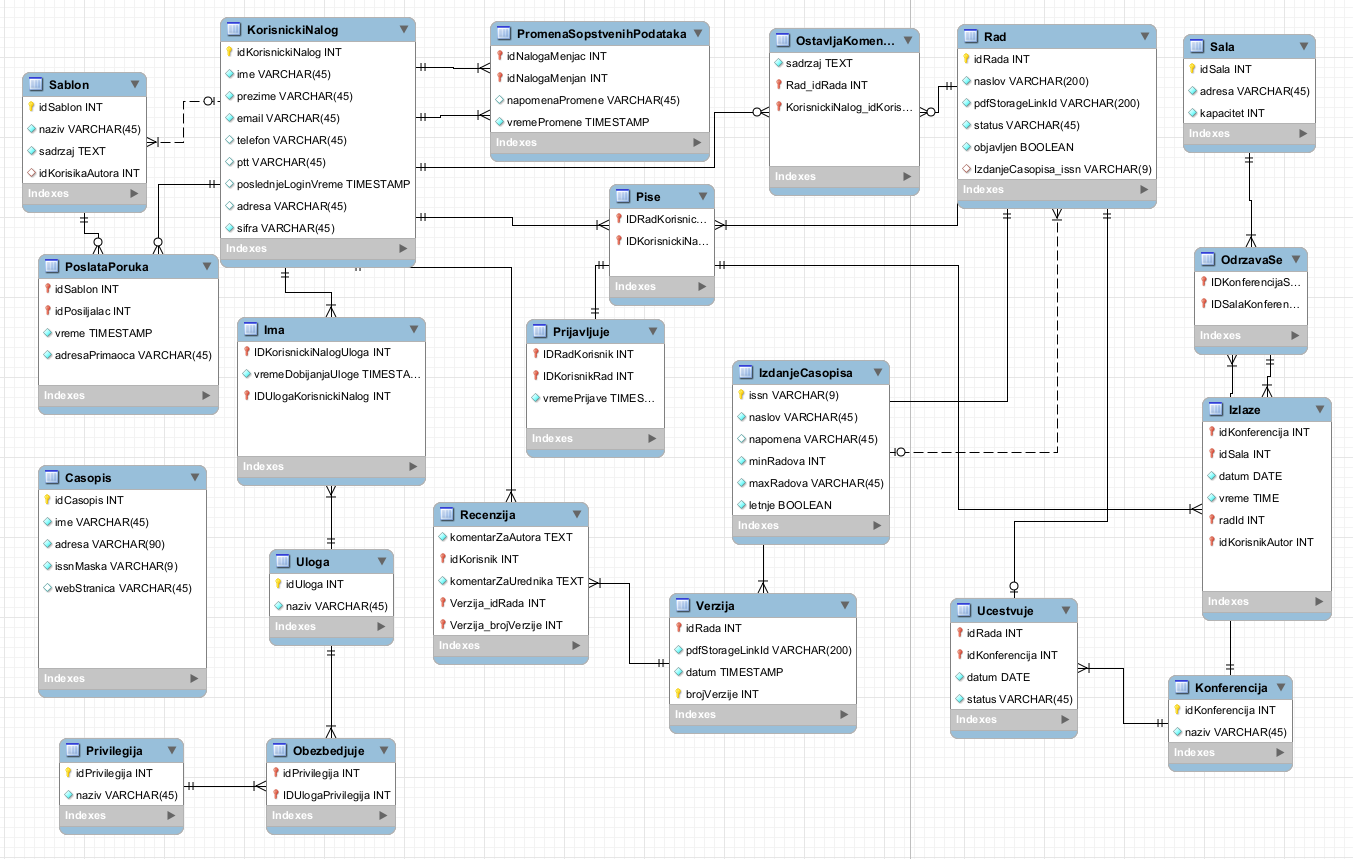 KorisnickiNalog
idKorisnickiNalog INT
ime VARCHAR(45)
prezime VARCHAR(45)
email VARCHAR(45)
telefon VARCHAR(45)
ptt VARCHAR(45)
poslednjeLoginVreme TIMESTAMP
adresa VARCHAR(45)
sifra VARCHAR(45)
Indexes
PromenaSopstvenihPodataka
idNalogaMenjac INT
idNalogaMenjan INT
napomenaPromene VARCHAR(45)
vremePromene TIMESTAMP
Indexes
OstavljaKomen...
sadrzaj TEXT
Rad_idRada INT
KorisnickiNalog_idKoris...
Indexes
Rad
idRada INT
naslov VARCHAR(200)
pdfStorageLinkId VARCHAR(200)
status VARCHAR(45)
objavljen BOOLEAN
IzdanjeCasopisa_issn VARCHAR(9)
Indexes
Sala
idSala INT
adresa VARCHAR(45)
kapacitet INT
Indexes
Sablon
idSablon INT
naziv VARCHAR(45)
sadrzaj TEXT
idKorisikaAutora INT
Indexes
Pise
IDRadKorisnic...
IDKorisnickiNa...
Indexes
PoslataPoruka
idSablon INT
idPosiljalac INT
vreme TIMESTAMP
adresaPrimaoca VARCHAR(45)
Indexes
OdrzavaSe
IDKonferencijaS...
IDSalaKonferen...
Indexes
Ima
IDKorisnickiNalogUloga INT
vremeDobijanjaUloge TIMESTA...
IDUlogaKorisnickiNalog INT
Indexes
Prijavljuje
IDRadKorisnik INT
IDKorisnikRad INT
vremePrijave TIMES...
Indexes
IzdanjeCasopisa
issn VARCHAR(9)
naslov VARCHAR(45)
napomena VARCHAR(45)
minRadova INT
maxRadova VARCHAR(45)
letnje BOOLEAN
Indexes
Izlaze
idKonferencija INT
idSala INT
datum DATE
vreme TIME
radId INT
idKorisnikAutor INT
Indexes
Casopis
idCasopis INT
ime VARCHAR(45)
adresa VARCHAR(90)
issnMaska VARCHAR(9)
webStranica VARCHAR(45)
Indexes
Recenzija
komentarZaAutora TEXT
idKorisnik INT
komentarZaUrednika TEXT
Verzija_idRada INT
Verzija_brojVerzije INT
Indexes
Uloga
idUloga INT
naziv VARCHAR(45)
Indexes
Verzija
idRada INT
pdfStorageLinkId VARCHAR(200)
datum TIMESTAMP
brojVerzije INT
Indexes
Ucestvuje
idRada INT
idKonferencija INT
datum DATE
status VARCHAR(45)
Indexes
Konferencija
idKonferencija INT
naziv VARCHAR(45)
Indexes
Privilegija
idPrivilegija INT
naziv VARCHAR(45)
Indexes
Obezbedjuje
idPrivilegija INT
IDUlogaPrivilegija INT
Indexes